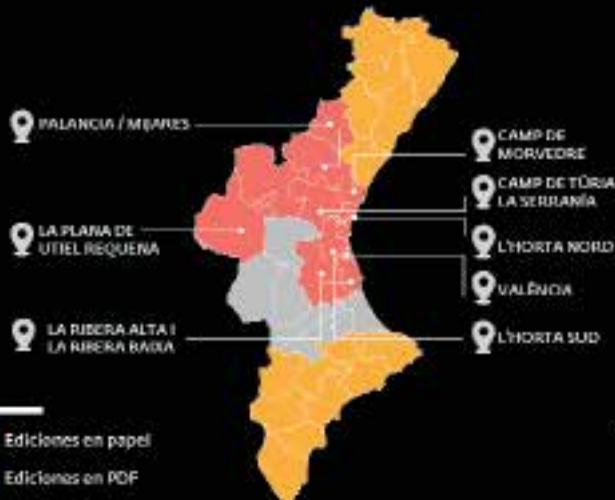 PALANCIA / MIJARES
LA PLANA DE
UTIEL REQUENA
LA RIBERA ALTA I
LA RIBERA BAIXA
CAMP DE
MORVEDRE
CAMP DE TÚRIA
LA SERRANÍA
L'HORTA NORD
VALÈNCIA
L'HORTA SUD
Ediciones en papel
Ediciones en PDF